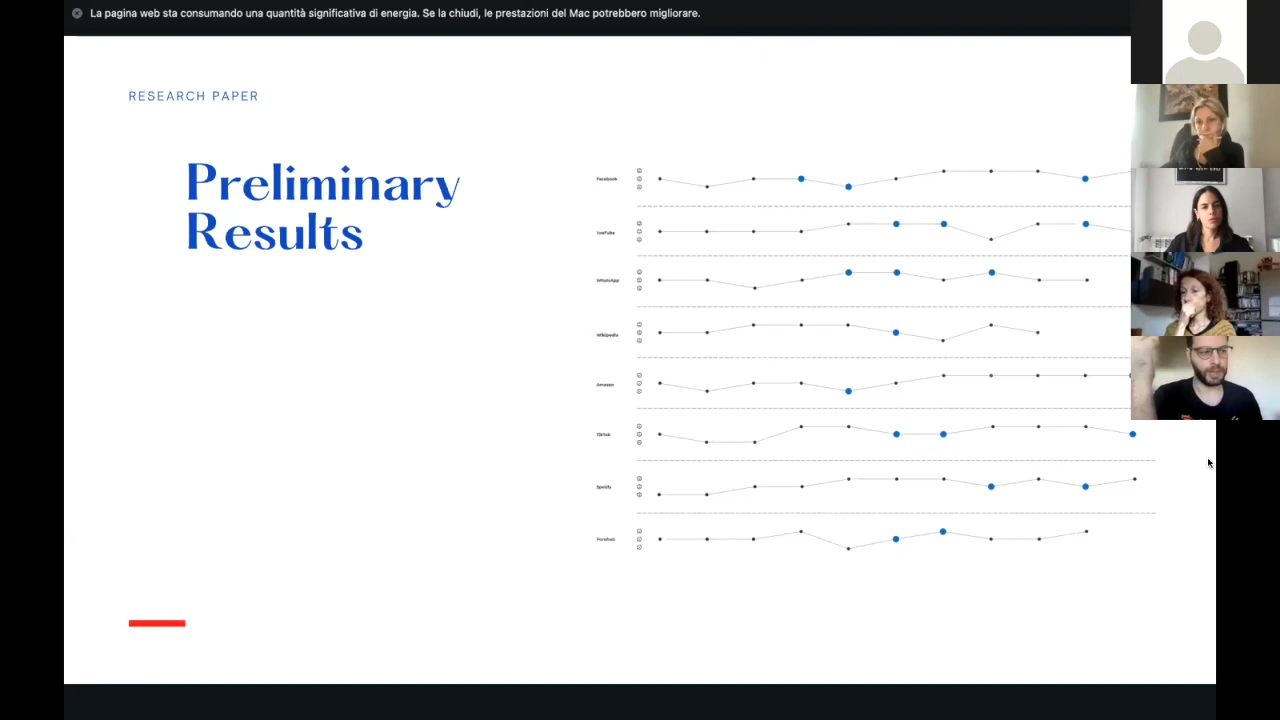 La pagina web sta consumando una quantità significativa di energia. Se la chiudi, le prestazioni del Mac potrebbero migliorare.
RESEARCH PAPER
Preliminary
Results
Facebook
YouTube
WhatsApp
Wikipedia
Amazon
TikTok
Spotify
Pornhub